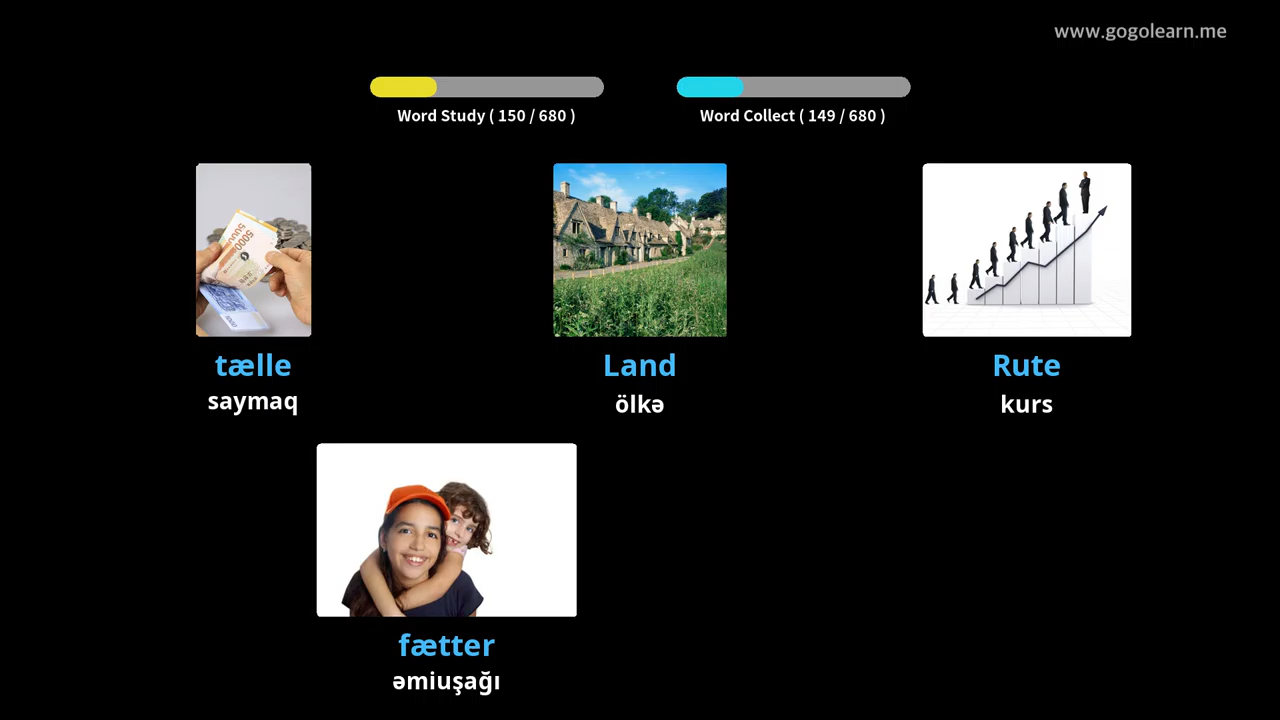 www.gogolearn.me
Word Study ( 150 / 680 )
Word Collect ( 149 / 680 )
tælle
saymaq
Land
ölkə
Rute
kurs
fætter
əmiuşağı